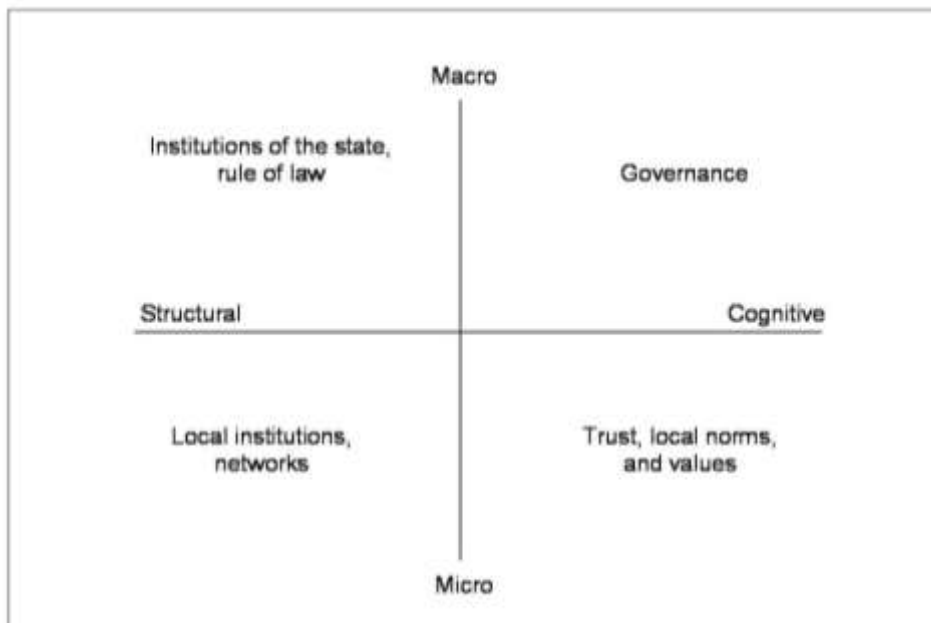 Macro
Institutions of the state,
rule of law
Governance
Structural
Cognitive
Local institutions,
networks
Trust, local norms,
and values
Micro